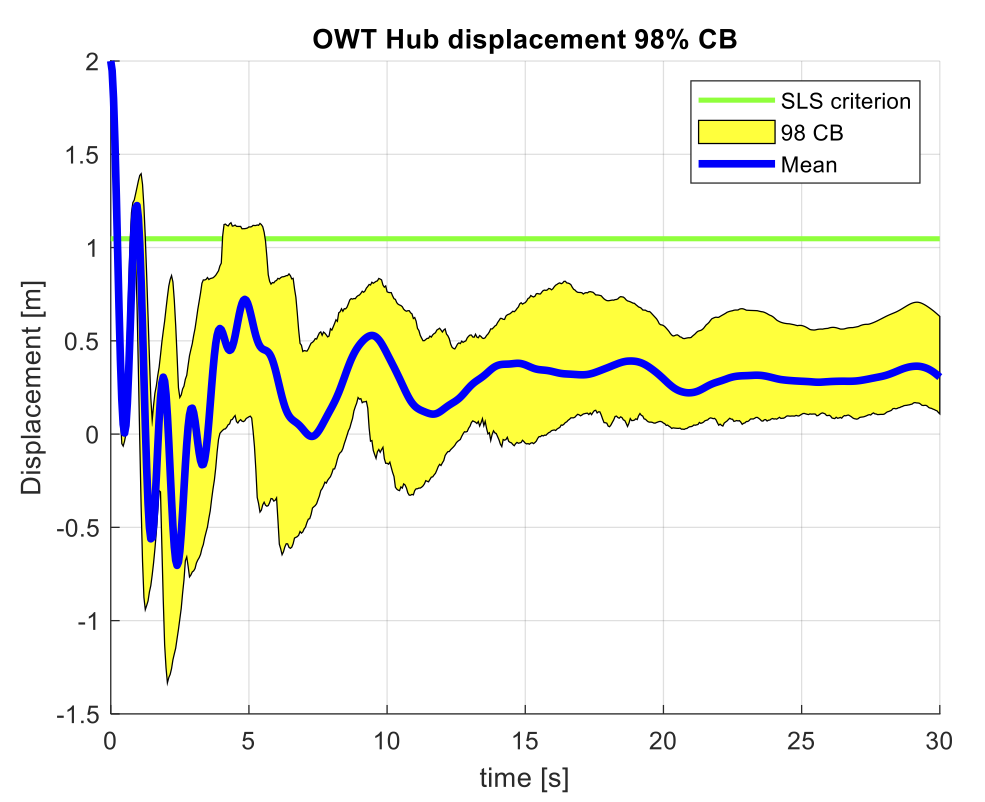 OWT Hub displacement 98% CB
SLS criterion
98 CB
Mean
Displacement [m]
2
1.5
1
0.5
0
-0.5
-1
-1.5
0 5 10 15 20 25 30
time [s]